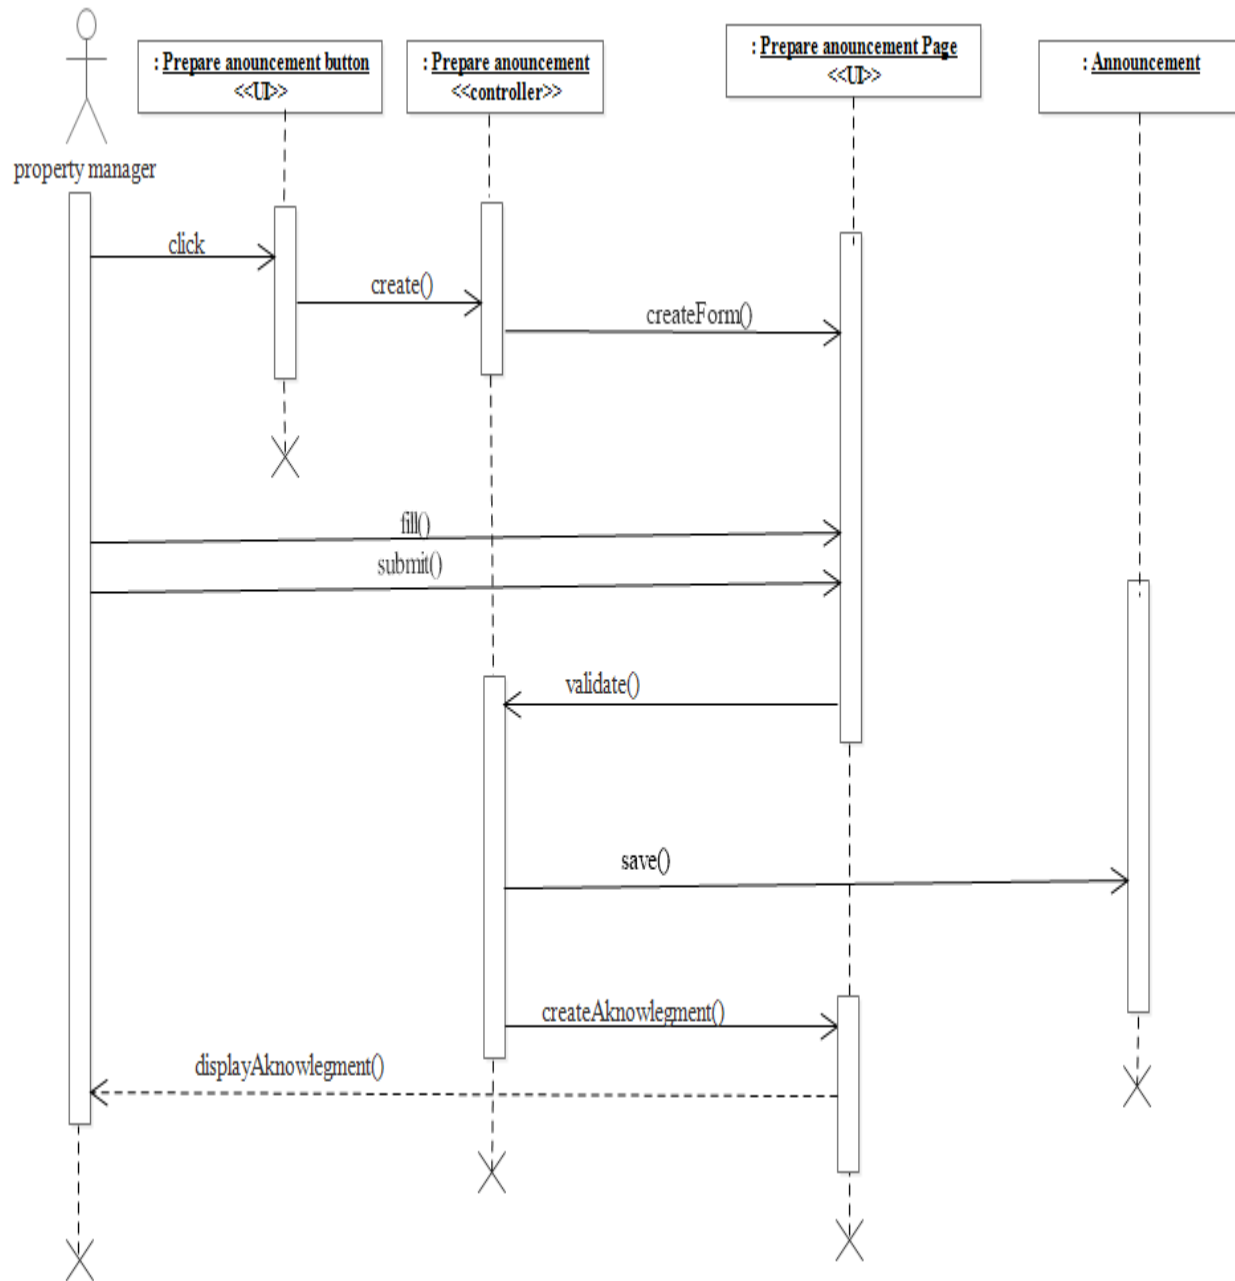 : Prepare anouncement button
<<UI>>
: Prepare anouncement
<<controller>>
: Prepare anouncement Page
<<UI>>
: Announcement
property manager
click
create()
createForm()
fill()
submit()
validate()
save()
createAknowlegment()
displayAknowlegment()